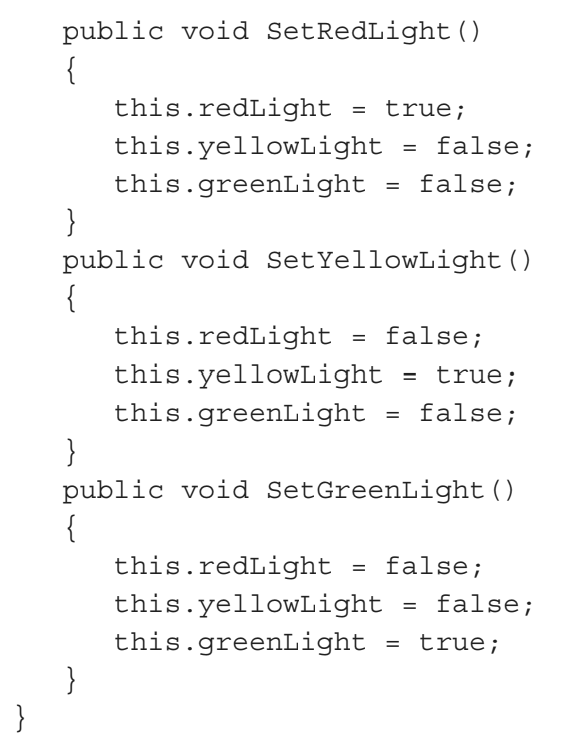 public void SetRedLight()
{
this.redLight = true;
this.yellowLight = false;
this.greenLight = false;
}
public void SetYellowLight()
{
this.redLight = false;
this.yellowLight = true;
this.greenLight = false;
}
public void SetGreenLight()
{
this.redLight = false;
this.yellowLight = false;
this.greenLight = true;
}
}